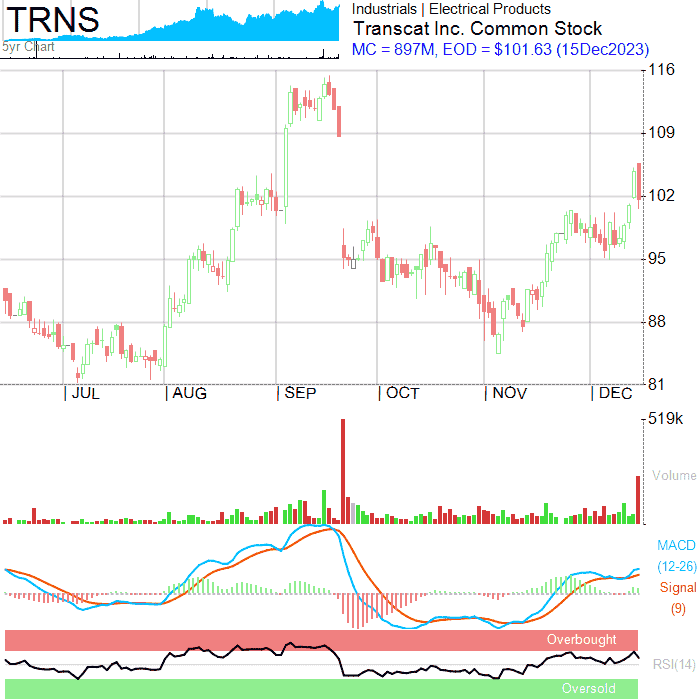 TRNS
5yr Chart
Industrials | Electrical Products
Transcat Inc. Common Stock
MC = 897M, EOD = $101.63 (15Dec2023)
116
109
102
95
88
81
JUL AUG SEP OCT NOV DEC
519k
Volume
MACD
(12-26)
Signal
(9)
Overbought
RSI(14)
Oversold